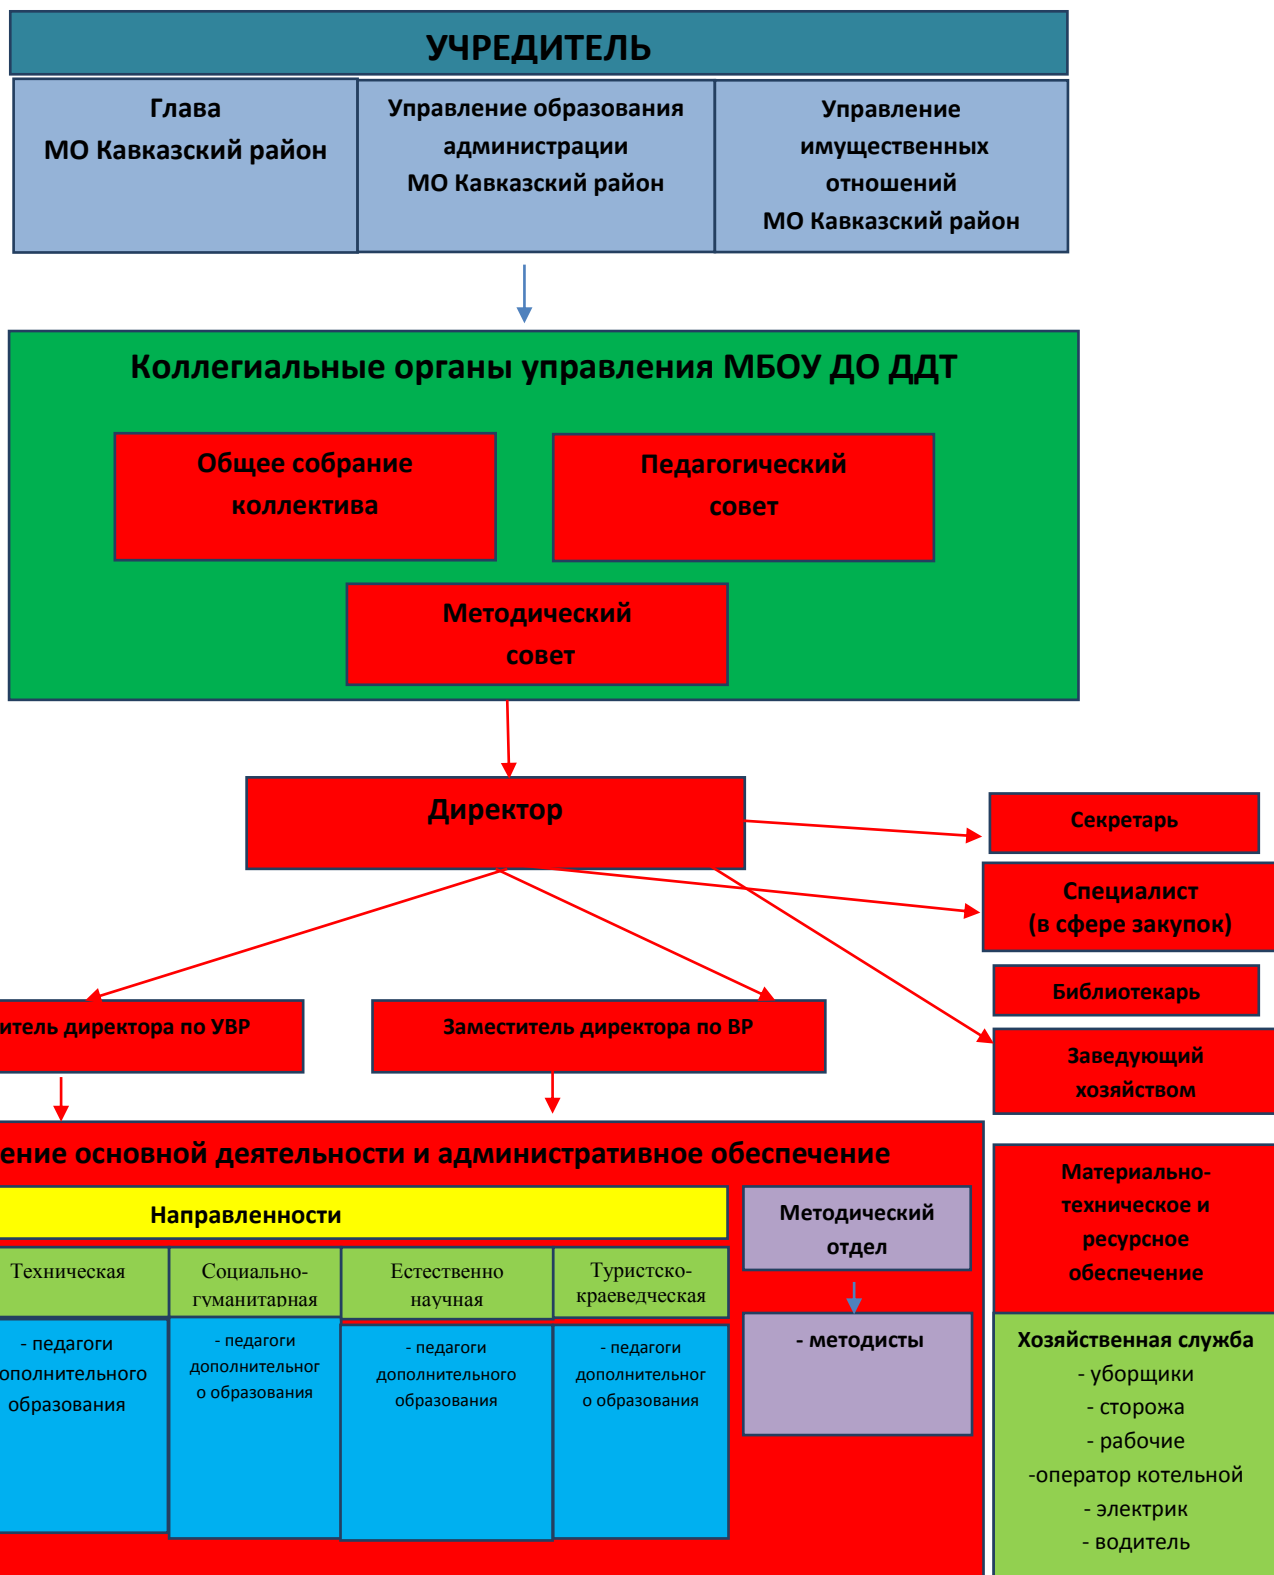 УЧРЕДИТЕЛЬ
Глава
МО Кавказский район
Управление образования
администрации
МО Кавказский район
Управление
имущественных
отношений
МО Кавказский район
Коллегиальные органы управления МБОУ ДО ДДТ
Общее собрание
коллектива
Педагогический
совет
Методический
совет
Директор
Секретарь
Специалист
(в сфере закупок)
Библиотекарь
Заведующий
хозяйством
итель директора по УВР
Заместитель директора по ВР
ение основной деятельности и административное обеспечение
Направленности
Техническая
Социально-
гуманитарная
Естественно
научная
Туристско-
краеведческая
- педагоги
ополнительного
образования
- педагоги
дополнительног
о образования
- педагоги
дополнительного
образования
- педагоги
дополнительног
о образования
Методический
отдел
- методисты
Материально-
техническое и
ресурсное
обеспечение
Хозяйственная служба
- уборщики
- сторожа
- рабочие
-оператор котельной
- электрик
- водитель